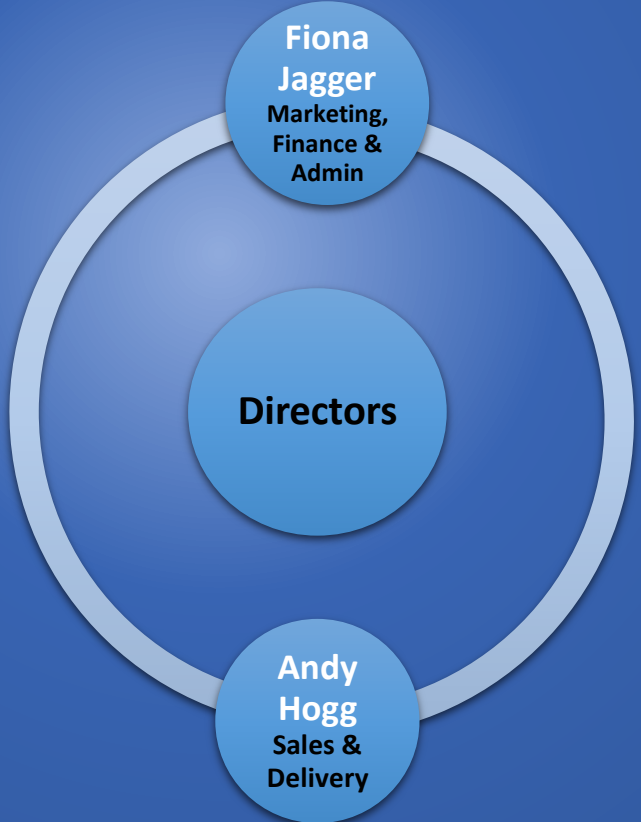 Fiona
Jagger
Marketing,
Finance &
Admin
Directors
Andy
Hogg
Sales &
Delivery